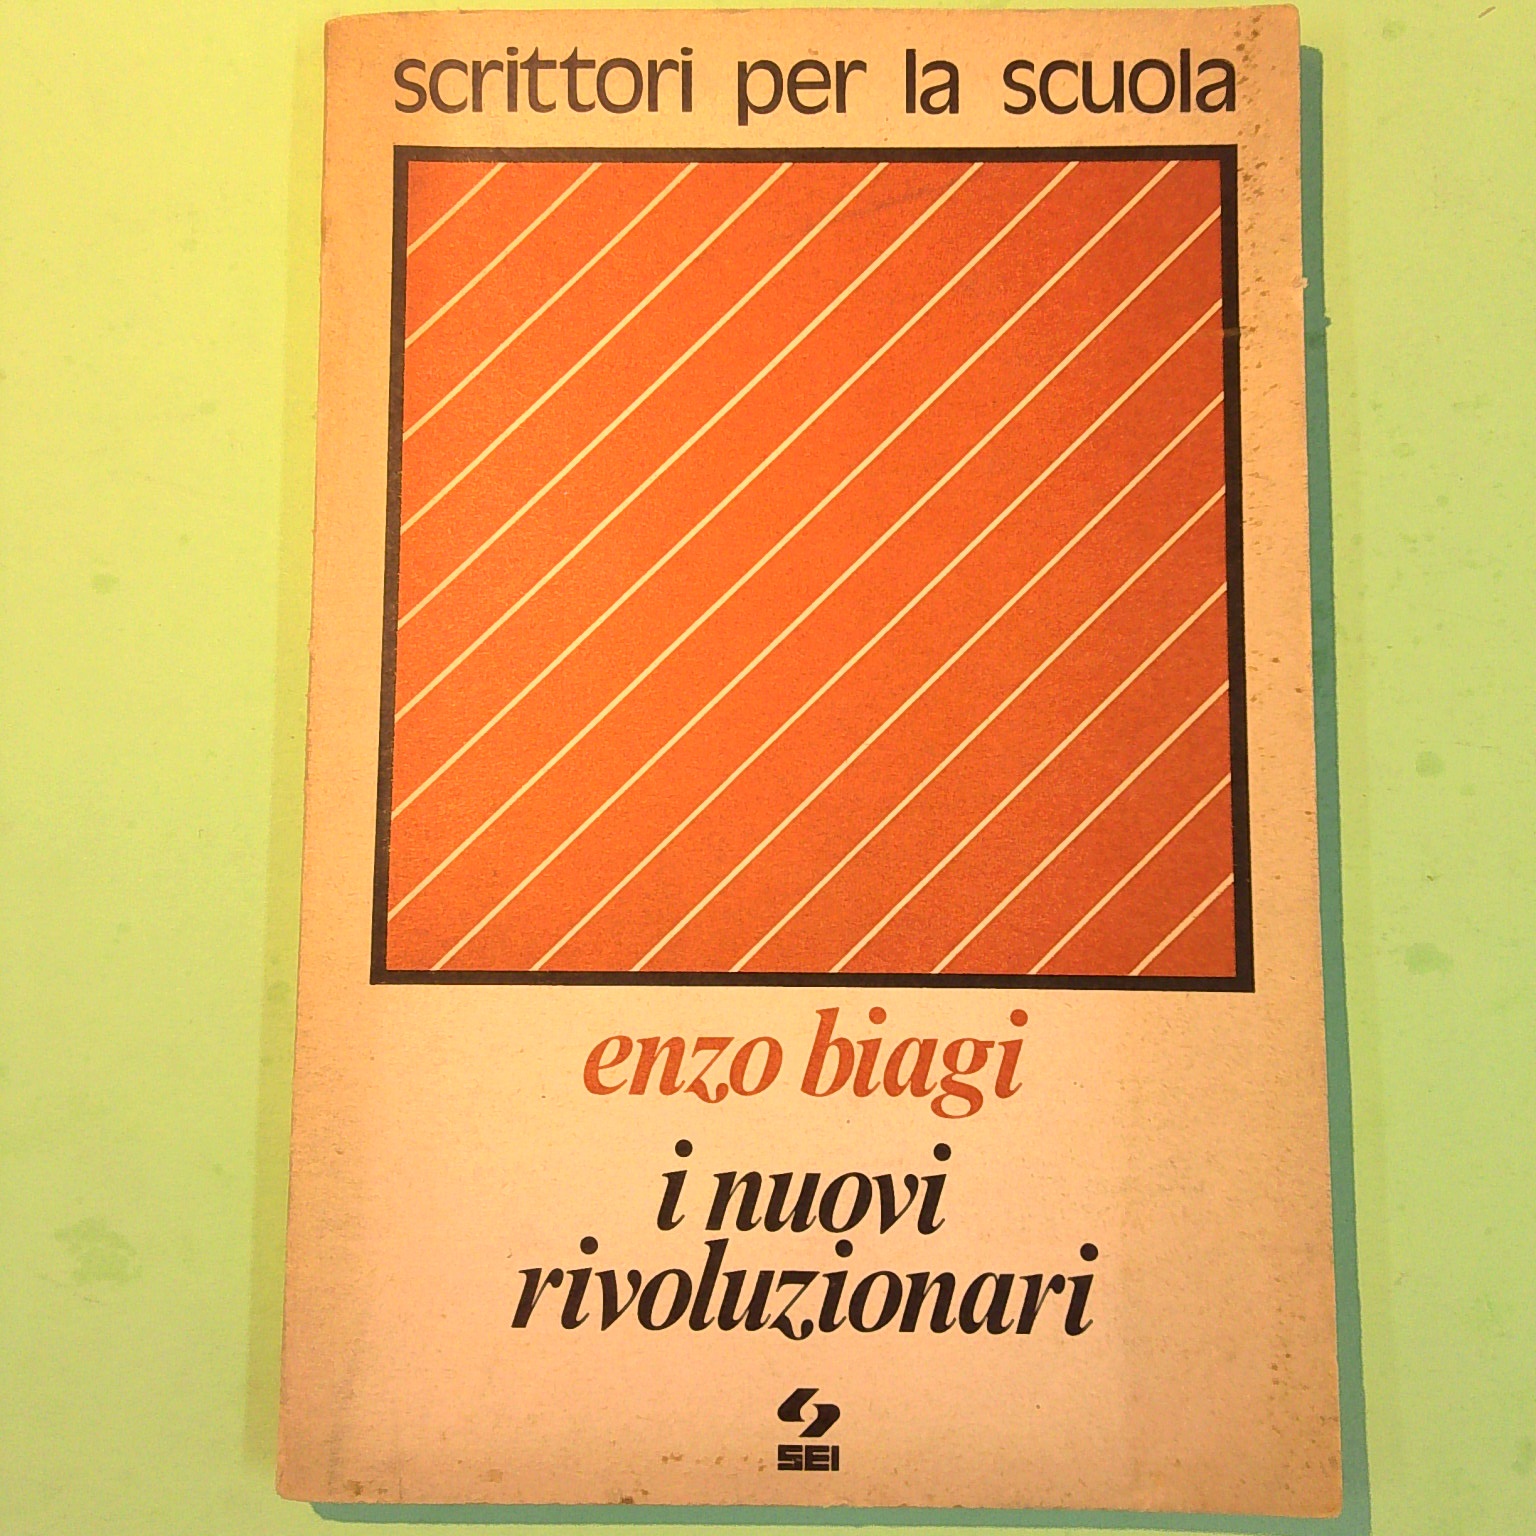 scrittori per la scuola
enzo biagi
i nuovi
rivoluzionari
SEI